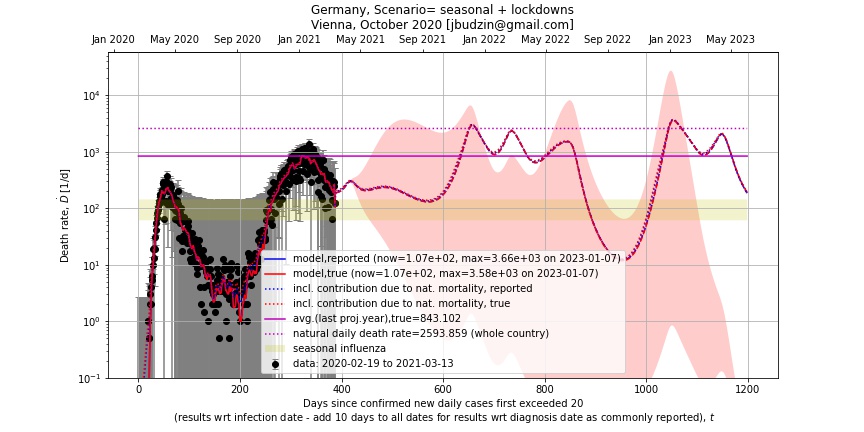 Germany, Scenario= seasonal + lockdowns
Vienna, October 2020 [jbudzin@gmail.com]
Jan 2020 May 2020 Sep 2020 Jan 2021 May 2021 Sep 2021 Jan 2022 May 2022 Sep 2022 Jan 2023 May 2023
Death rate, D [1/d]
10⁴
10³
10²
10¹
10⁰
10⁻¹
model,reported (now=1.07e+02, max=3.66e+03 on 2023-01-07)
model,true (now=1.07e+02, max=3.58e+03 on 2023-01-07)
incl. contribution due to nat. mortality, reported
incl. contribution due to nat. mortality, true
avg.(last proj.year),true=843.102
natural daily death rate=2593.859 (whole country)
seasonal influenza
data: 2020-02-19 to 2021-03-13
0 200 400 600 800 1000 1200
Days since confirmed new daily cases first exceeded 20
(results wrt infection date - add 10 days to all dates for results wrt diagnosis date as commonly reported), t